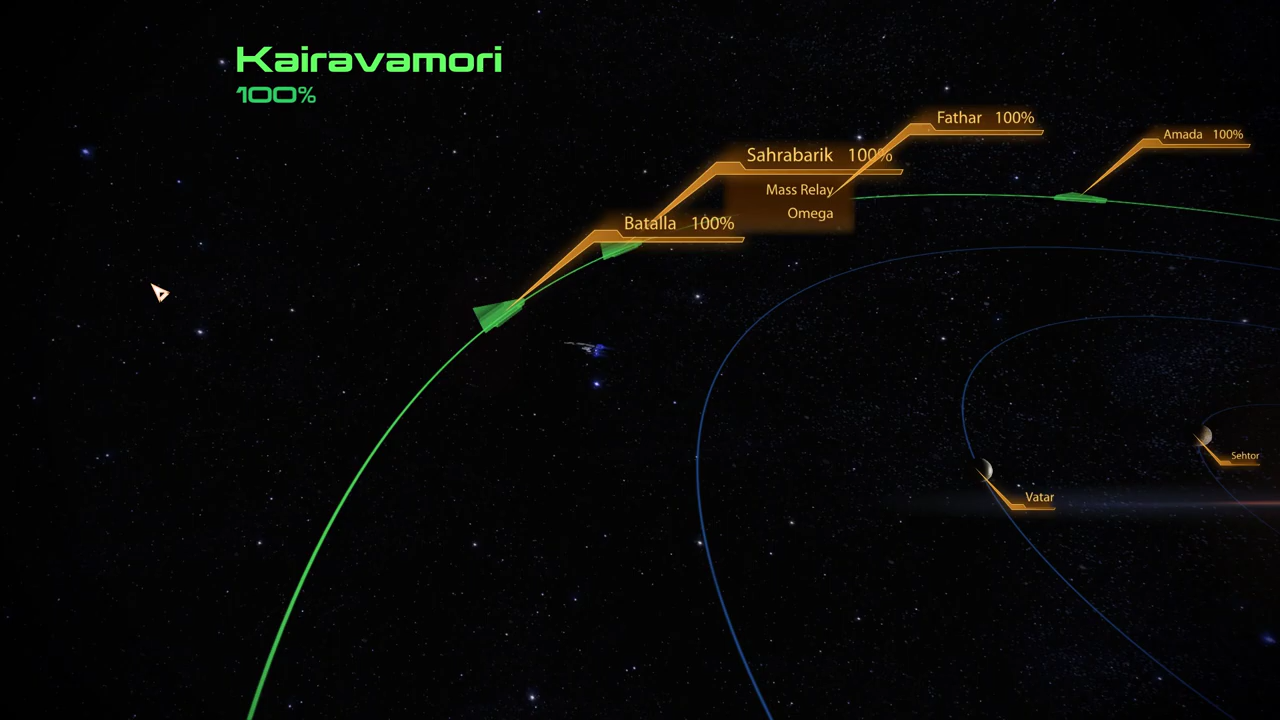 Kairavamori
100%
Fathar 100%
Amada 100%
Sahrabarik 100%
Mass Relay
Omega
Batalla 100%
Sehtor
Vatar